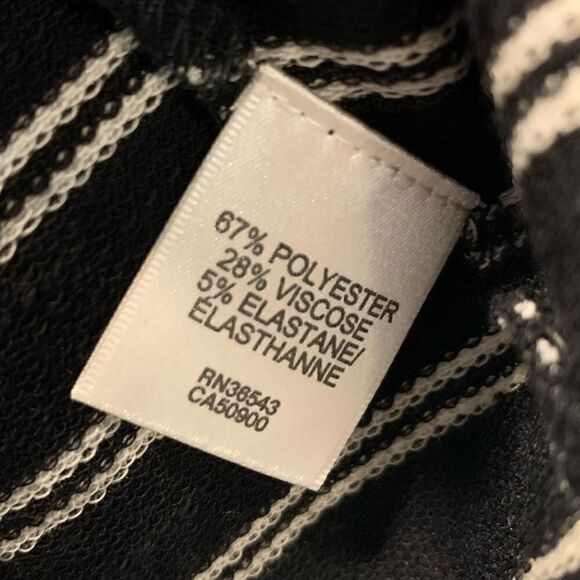 67% POLYESTER
28% VISCOSE
5% ELASTANE/
ÉLASTHANNE
RN36543
CA50900